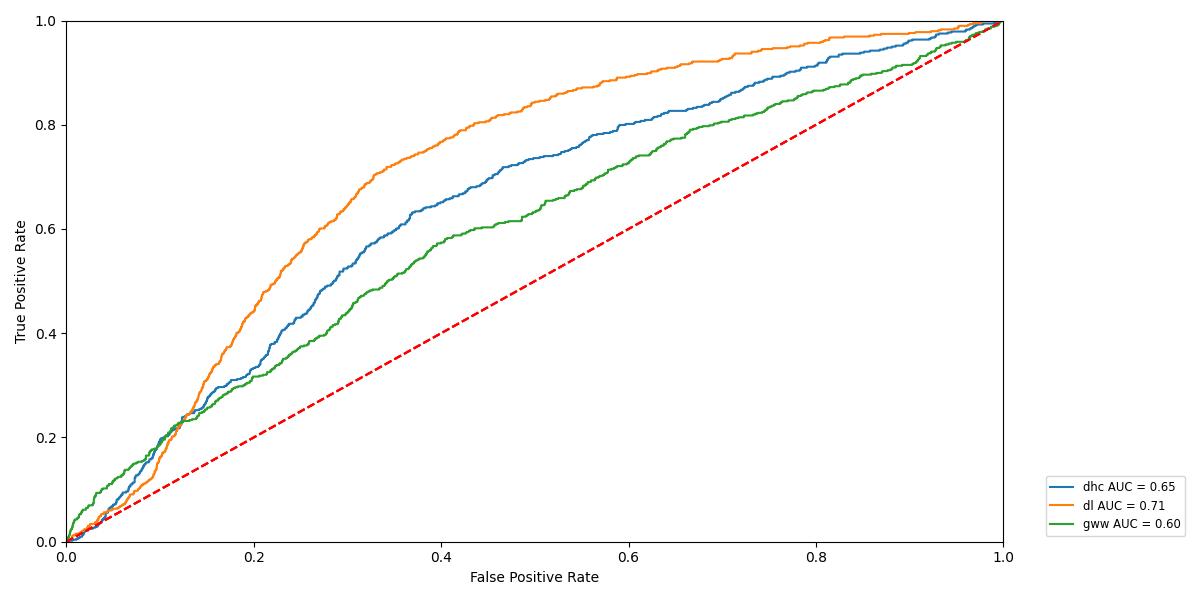 1.0
0.8
0.6
0.4
0.2
0.0
True Positive Rate
0.0 0.2 0.4 0.6 0.8 1.0
False Positive Rate
dhc AUC = 0.65
dl AUC = 0.71
gww AUC = 0.60